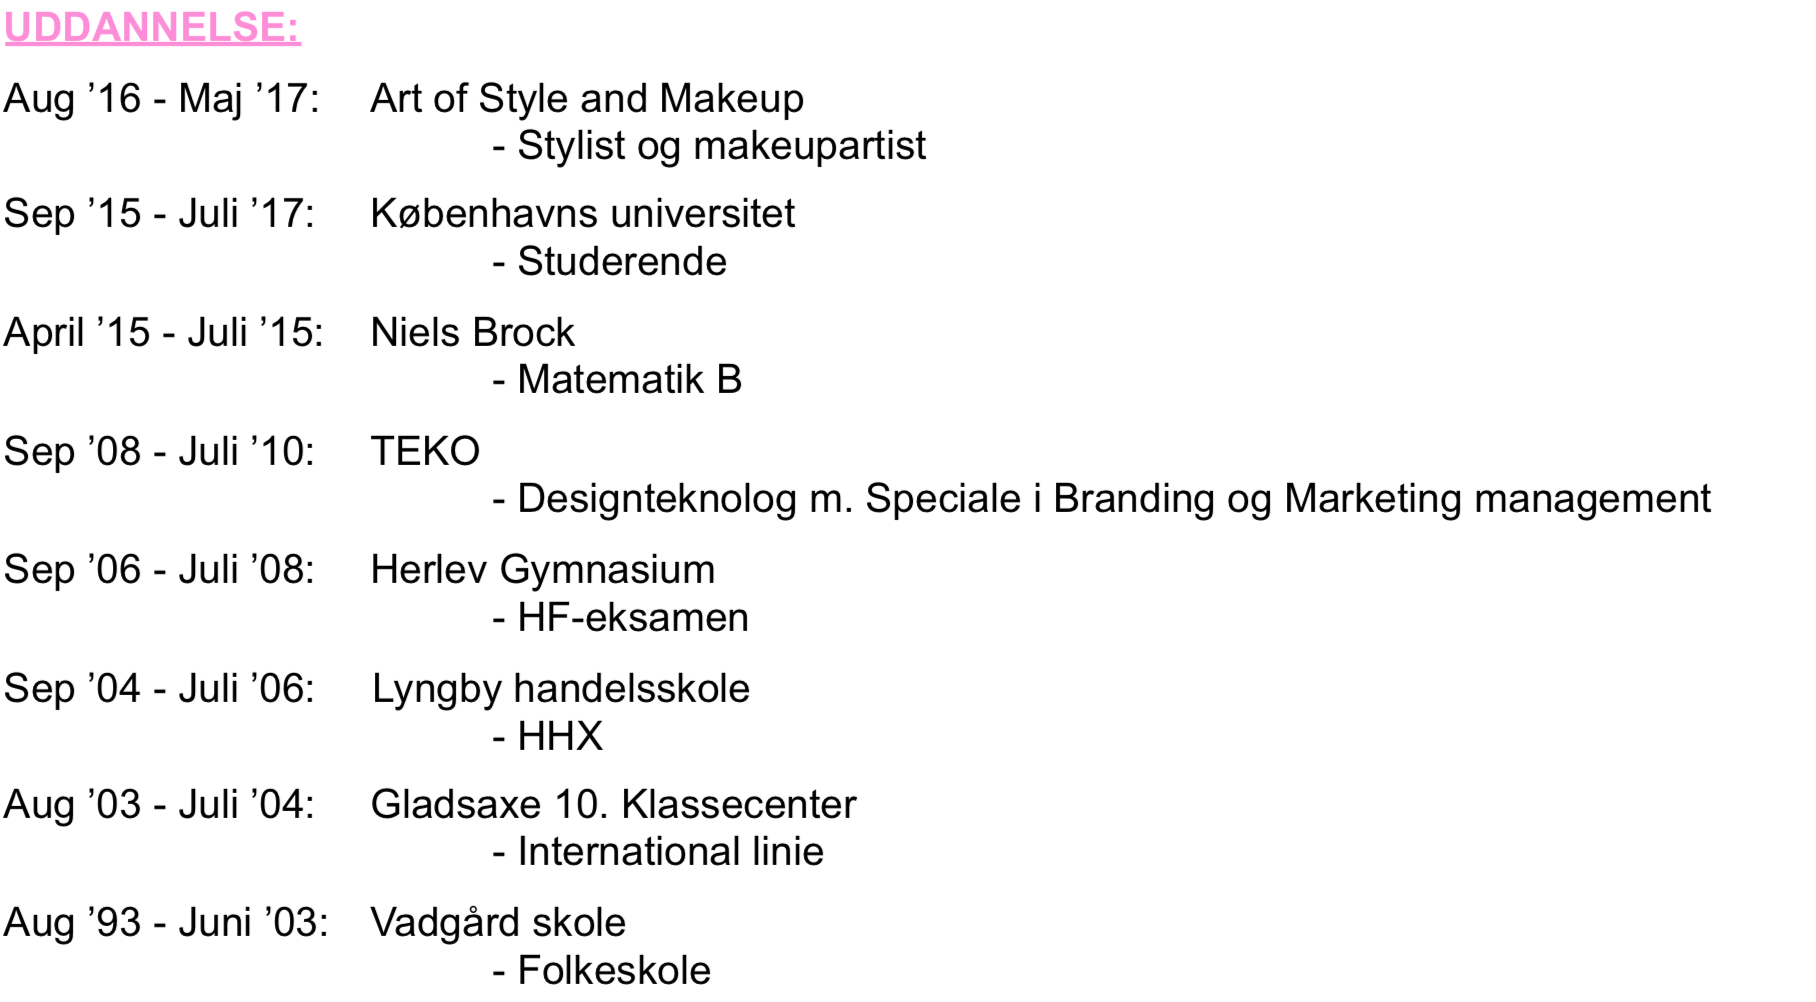 UDDANNELSE:
Aug ’16 - Maj ’17: Art of Style and Makeup
- Stylist og makeupartist
Sep ’15 - Juli ’17: Københavns universitet
- Studerende
April ’15 - Juli ’15: Niels Brock
- Matematik B
Sep ’08 - Juli ’10: TEKO
- Designteknolog m. Speciale i Branding og Marketing management
Sep ’06 - Juli ’08: Herlev Gymnasium
- HF-eksamen
Sep ’04 - Juli ’06: Lyngby handelsskole
- HHX
Aug ’03 - Juli ’04: Gladsaxe 10. Klassecenter
- International linie
Aug ’93 - Juni ’03: Vadgård skole
- Folkeskole